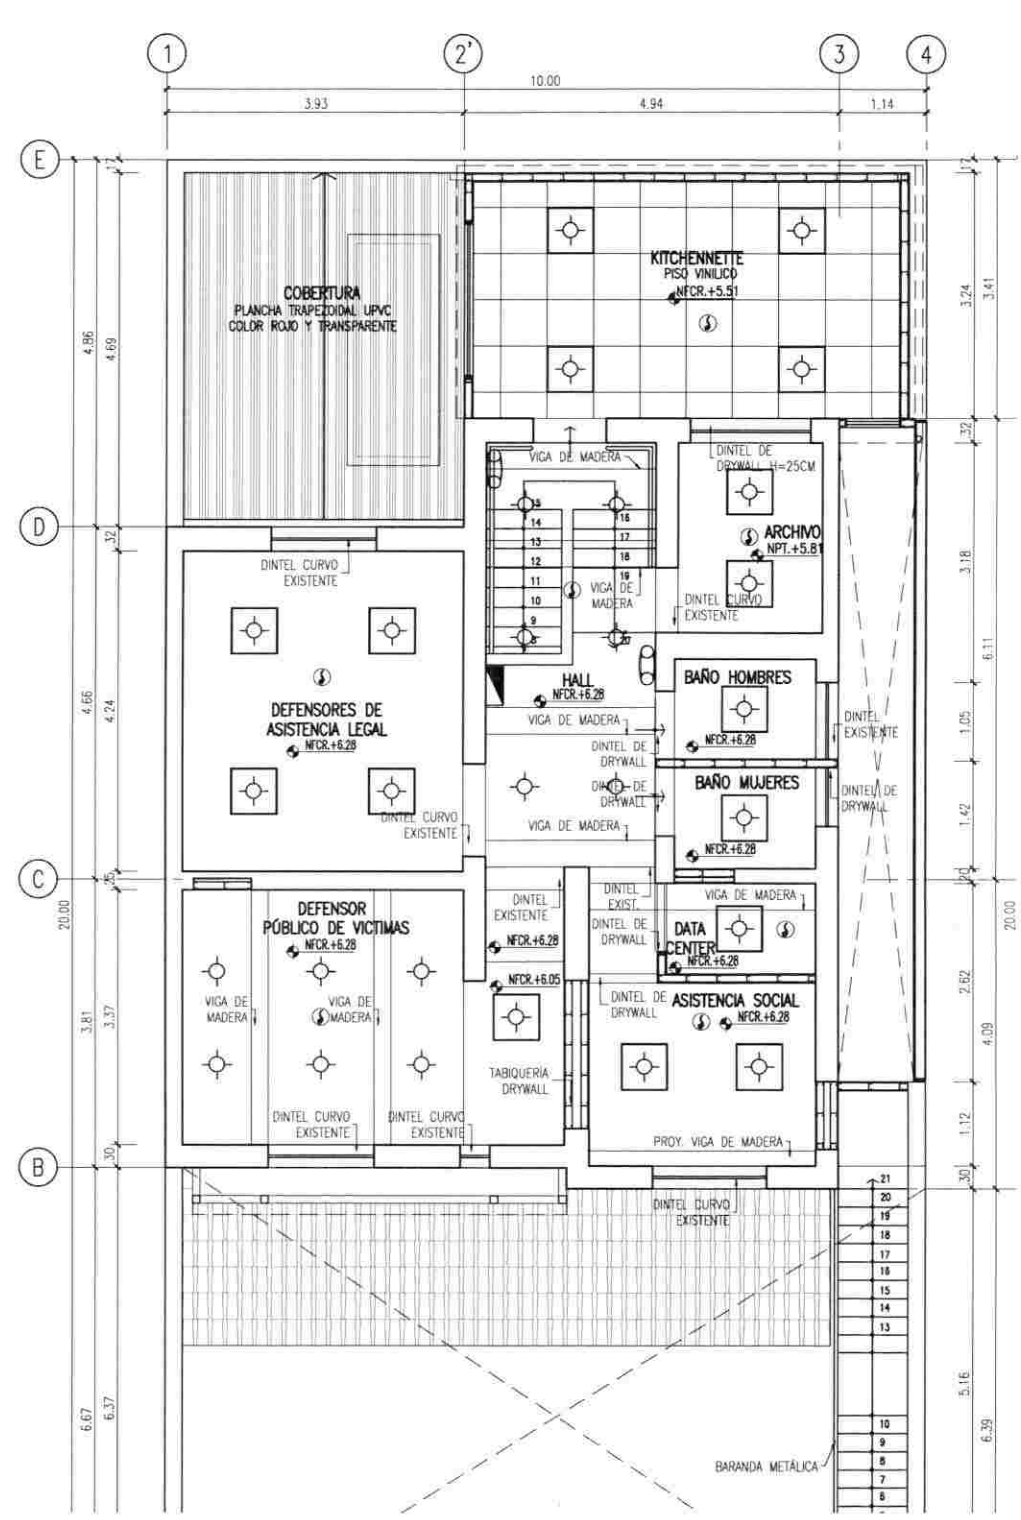 1
2'
3
4
10.00
3.93
4.94
1.14
E
.17
.17
KITCHENNETTE
PISO VINILICO
NFCR.+5.51
COBERTURA
PLANCHA TRAPEZOIDAL UPVC
COLOR ROJO Y TRANSPARENTE
4.86
4.69
3.24
3.41
.32
VIGA DE MADERA
DINTEL DE
DRYWALL H=25CM
D
.32
15
14
13
12
11
10
9
8
16
17
18
19
20
ARCHIVO
NPT.+5.81
DINTEL CURVO
EXISTENTE
VIGA DE
MADERA
DINTEL CURVO
EXISTENTE
3.18
6.11
HALL
NFCR.+6.28
BAÑO HOMBRES
NFCR.+6.28
DEFENSORES DE
ASISTENCIA LEGAL
NFCR.+6.28
4.66
4.24
VIGA DE MADERA
DINTEL DE
DRYWALL
DINTEL
EXISTENTE
1.05
DINTEL DE
DRYWALL
BAÑO MUJERES
NFCR.+6.28
DINTEL DE
DRYWALL
1.42
DINTEL CURVO
EXISTENTE
VIGA DE MADERA
C
.25
.20
20.00
20.00
DEFENSOR
PÚBLICO DE VICTIMAS
NFCR.+6.28
DINTEL
EXISTENTE
NFCR.+6.28
DINTEL
EXIST.
VIGA DE MADERA
DINTEL DE
DRYWALL
DATA
CENTER
NFCR.+6.28
NFCR.+6.05
VIGA DE
MADERA
VIGA DE
MADERA
DINTEL DE
DRYWALL
ASISTENCIA SOCIAL
NFCR.+6.28
2.62
4.09
3.81
3.37
TABIQUERÍA
DRYWALL
DINTEL CURVO
EXISTENTE
DINTEL CURVO
EXISTENTE
PROY. VIGA DE MADERA
1.12
B
.30
.30
DINTEL CURVO
EXISTENTE
21
20
19
18
17
16
15
14
13
10
9
8
7
6
6.67
6.37
5.16
6.39
BARANDA METÁLICA